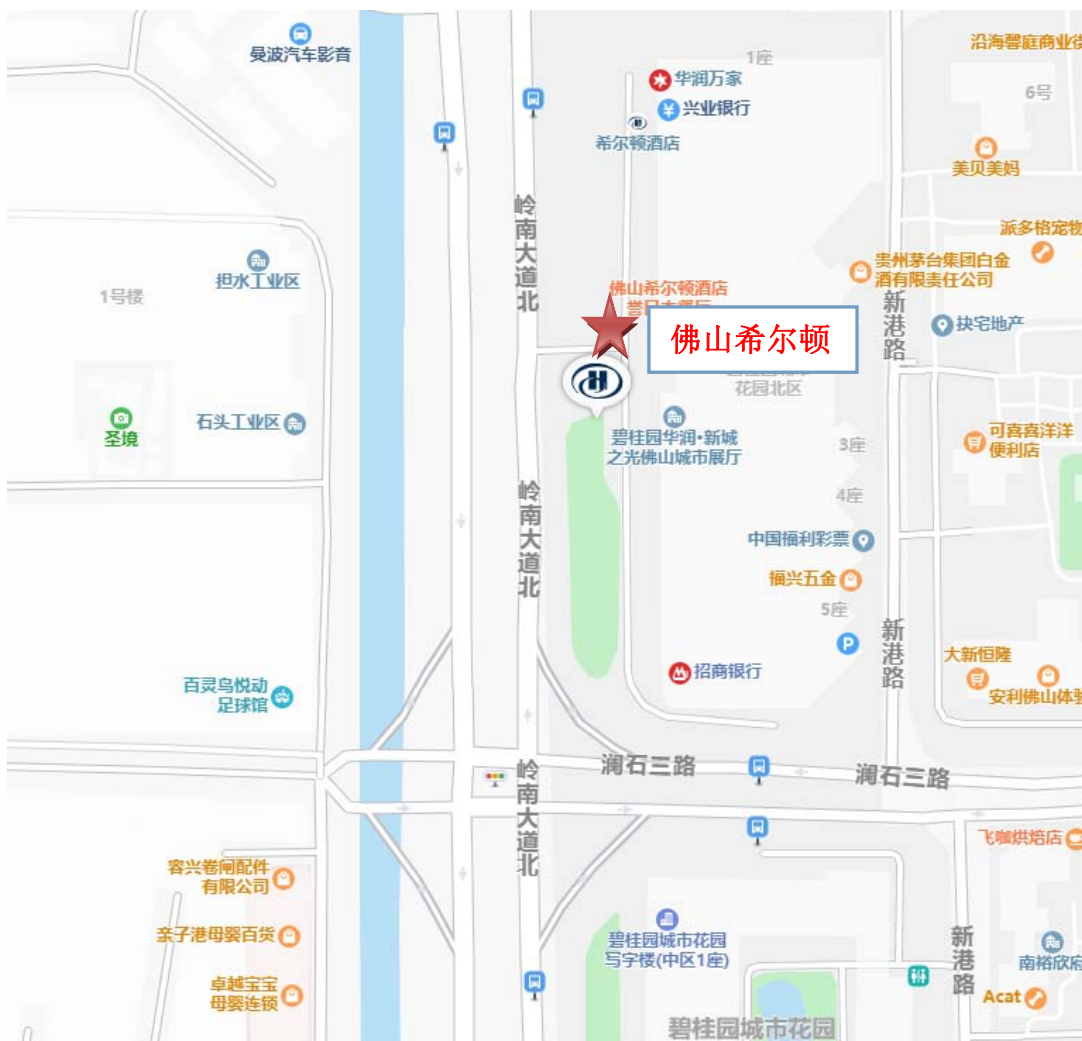 曼波汽车影音
1座
沿海馨庭商业街
华润万家
6号
兴业银行
希尔顿酒店
美贝美妈
岭南大道北
派多格宠物
担水工业区
1号楼
贵州茅台集团白金
酒有限责任公司
佛山希尔顿酒店
新港路
抉宅地产
佛山希尔顿
花园北区
石头工业区
圣境
碧桂园华润·新城
之光佛山城市展厅
3座
可喜喜洋洋
便利店
岭南大道北
4座
中国福利彩票
福兴五金
5座
新港路
P
大新恒隆
招商银行
安利佛山体验
百灵鸟悦动
足球馆
澜石三路
澜石三路
岭南大道北
飞咖烘焙店
容兴卷闸配件
有限公司
亲子港母婴百货
碧桂园城市花园
写字楼(中区1座)
新港路
南裕欣府
卓越宝宝
母婴连锁
Acat
碧桂园城市花园